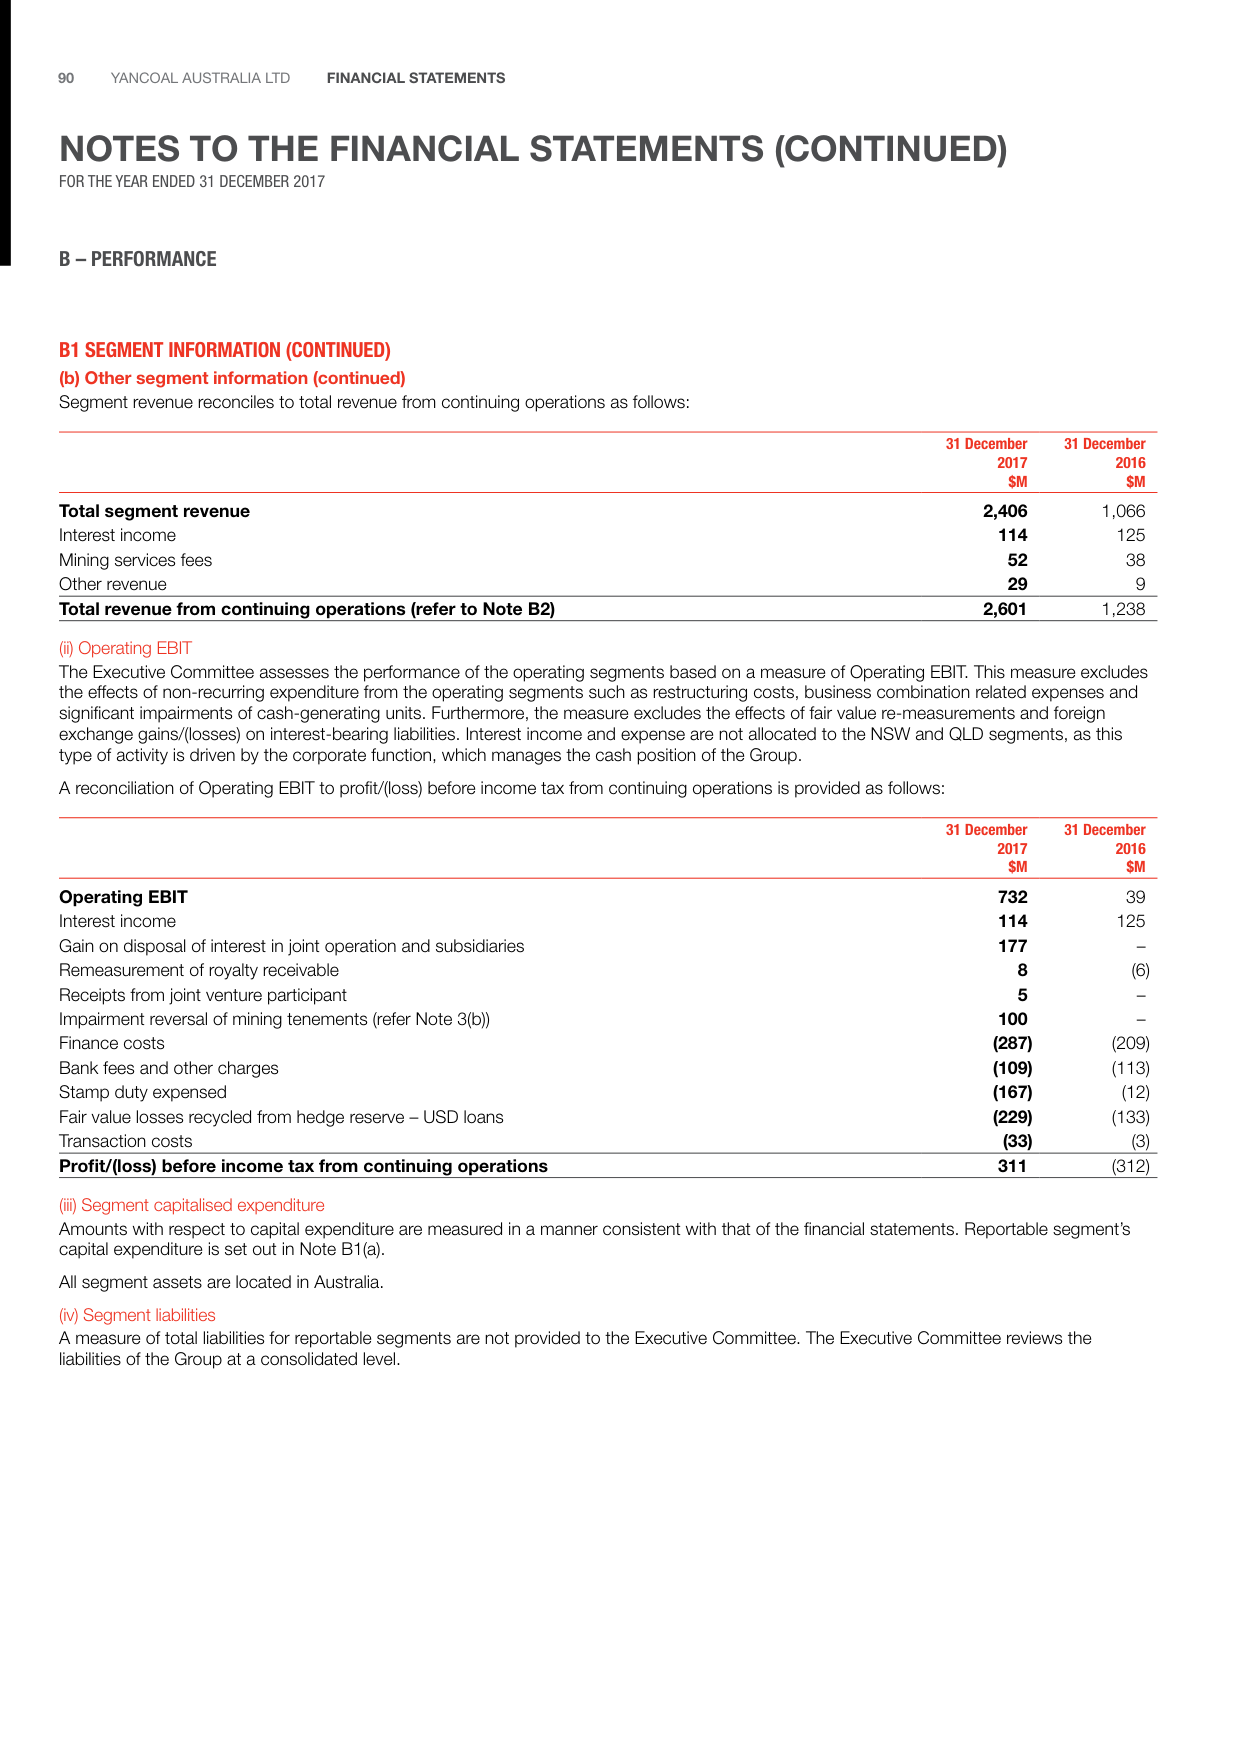 90 YANCOAL AUSTRALIA LTD FINANCIAL STATEMENTS
NOTES TO THE FINANCIAL STATEMENTS (CONTINUED)
FOR THE YEAR ENDED 31 DECEMBER 2017
B – PERFORMANCE
B1 SEGMENT INFORMATION (CONTINUED)
(b) Other segment information (continued)
Segment revenue reconciles to total revenue from continuing operations as follows:
31 December 31 December
2017 2016
$M $M
Total segment revenue 2,406 1,066
Interest income 114 125
Mining services fees 52 38
Other revenue 29 9
Total revenue from continuing operations (refer to Note B2) 2,601 1,238
(ii) Operating EBIT
The Executive Committee assesses the performance of the operating segments based on a measure of Operating EBIT. This measure excludes
the effects of non-recurring expenditure from the operating segments such as restructuring costs, business combination related expenses and
significant impairments of cash-generating units. Furthermore, the measure excludes the effects of fair value re-measurements and foreign
exchange gains/(losses) on interest-bearing liabilities. Interest income and expense are not allocated to the NSW and QLD segments, as this
type of activity is driven by the corporate function, which manages the cash position of the Group.
A reconciliation of Operating EBIT to profit/(loss) before income tax from continuing operations is provided as follows:
31 December 31 December
2017 2016
$M $M
Operating EBIT 732 39
Interest income 114 125
Gain on disposal of interest in joint operation and subsidiaries 177 –
Remeasurement of royalty receivable 8 (6)
Receipts from joint venture participant 5 –
Impairment reversal of mining tenements (refer Note 3(b)) 100 –
Finance costs (287) (209)
Bank fees and other charges (109) (113)
Stamp duty expensed (167) (12)
Fair value losses recycled from hedge reserve – USD loans (229) (133)
Transaction costs (33) (3)
Profit/(loss) before income tax from continuing operations 311 (312)
(iii) Segment capitalised expenditure
Amounts with respect to capital expenditure are measured in a manner consistent with that of the financial statements. Reportable segment’s
capital expenditure is set out in Note B1(a).
All segment assets are located in Australia.
(iv) Segment liabilities
A measure of total liabilities for reportable segments are not provided to the Executive Committee. The Executive Committee reviews the
liabilities of the Group at a consolidated level.